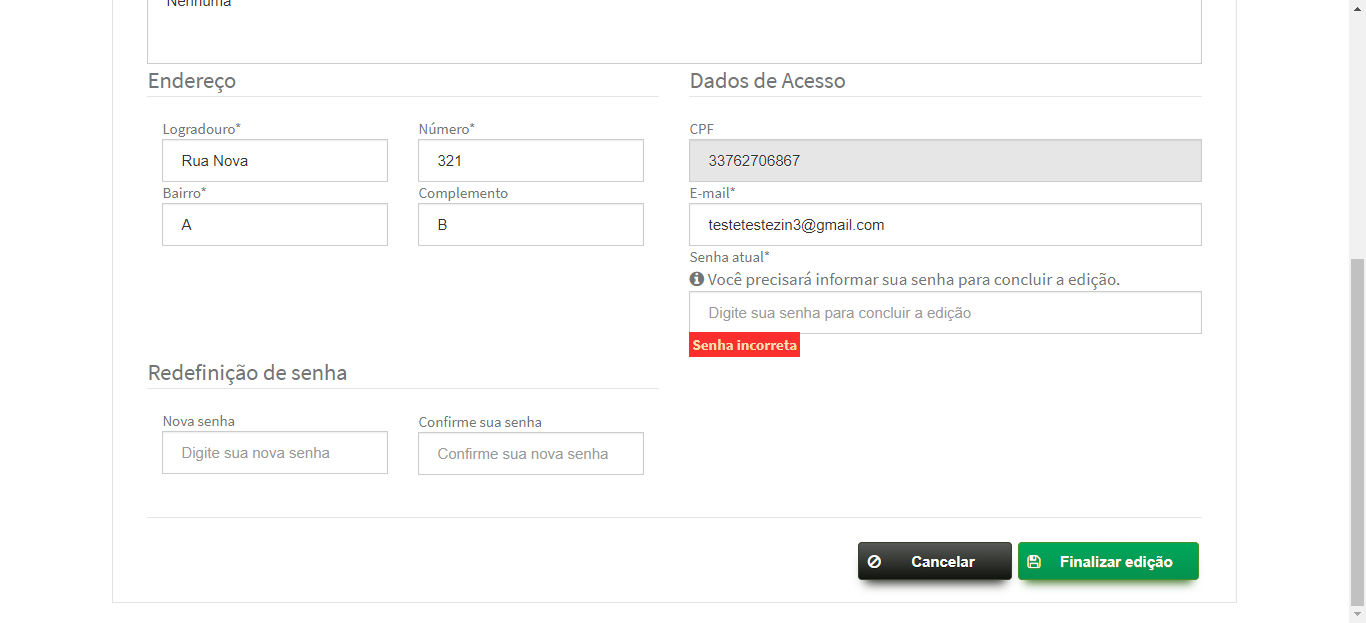 Nenhuma
Endereço
Dados de Acesso
Logradouro*
Número*
CPF
Rua Nova
321
33762706867
Bairro*
Complemento
E-mail*
A
B
testetestezin3@gmail.com
Senha atual*
Você precisará informar sua senha para concluir a edição.
Digite sua senha para concluir a edição
Senha incorreta
Redefinição de senha
Nova senha
Confirme sua senha
Digite sua nova senha
Confirme sua nova senha
Cancelar
Finalizar edição